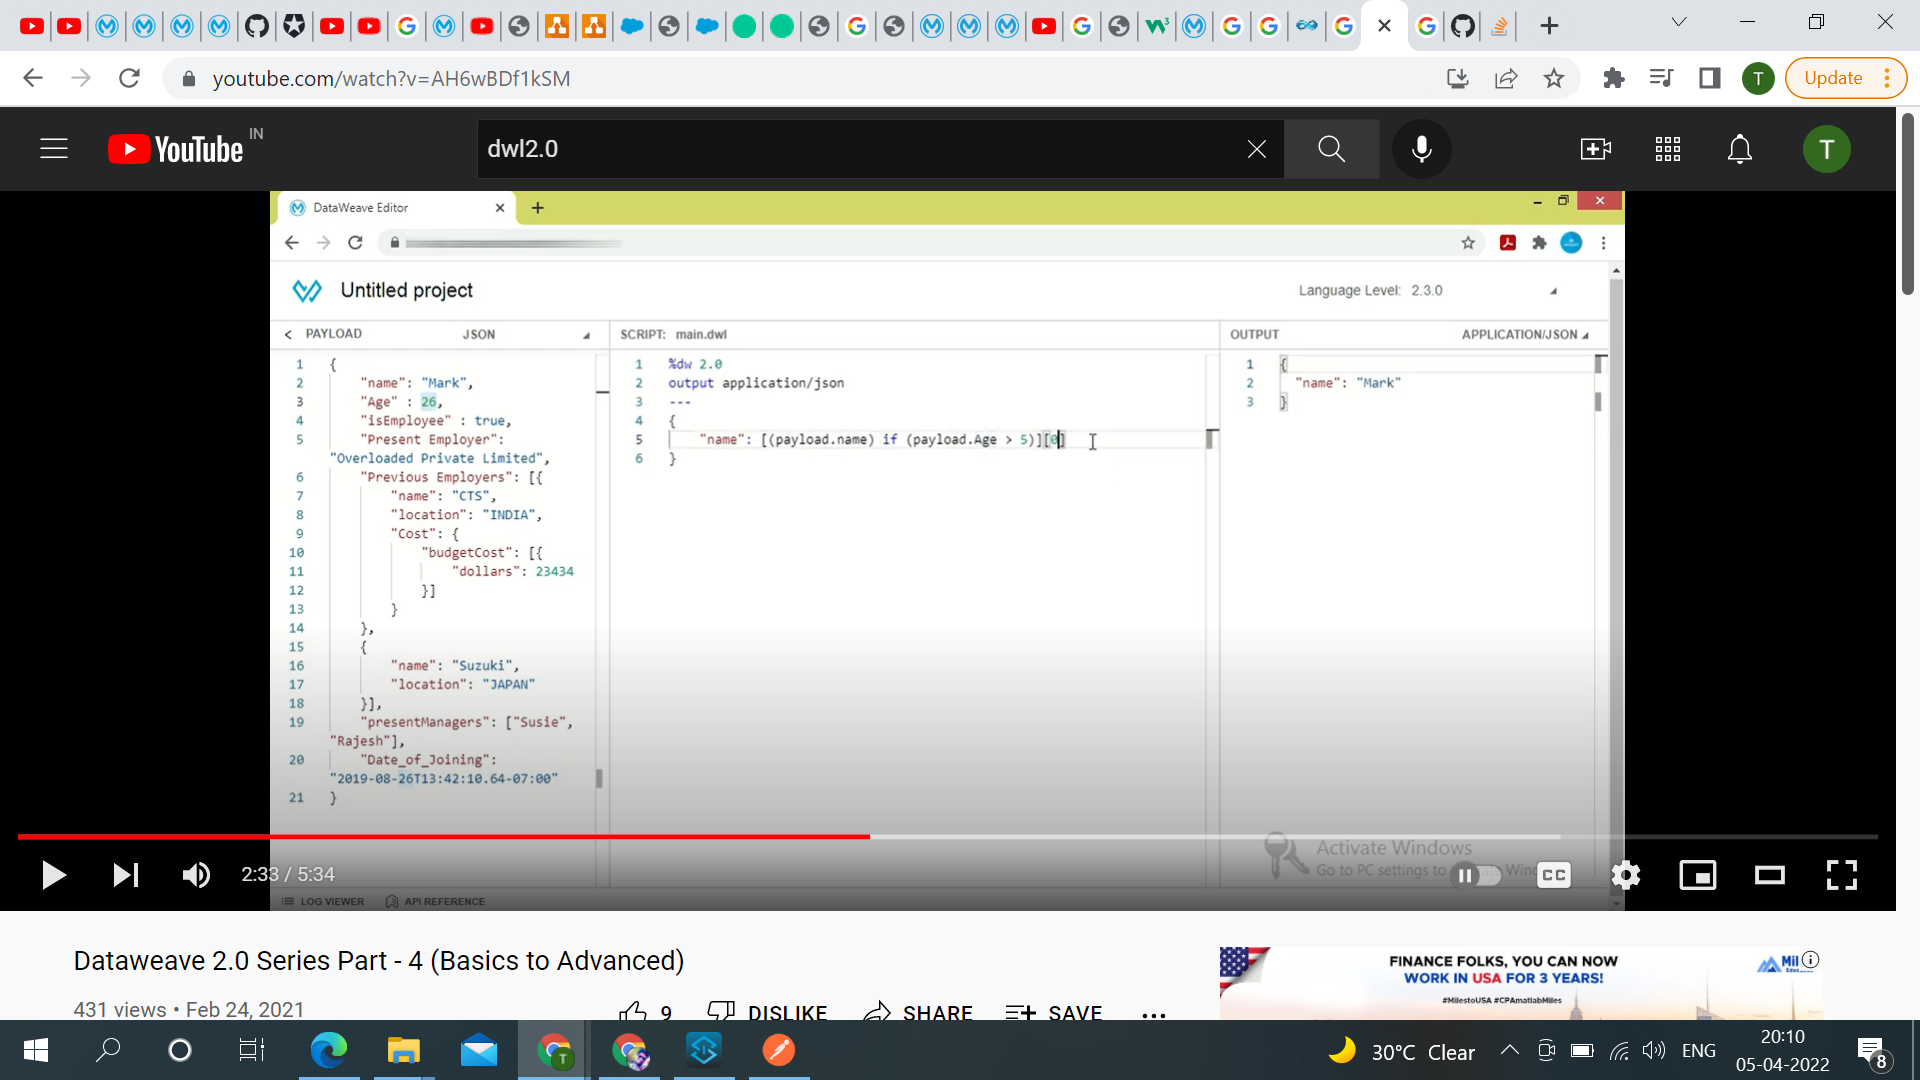 youtube.com/watch?v=AH6wBDf1kSM
T
Update
YouTube IN
dwl2.0
T
DataWeave Editor
Untitled project
Language Level: 2.3.0
PAYLOAD JSON
SCRIPT: main.dwl
OUTPUT APPLICATION/JSON
1 {
2 "name": "Mark",
3 "Age" : 26,
4 "isEmployee" : true,
5 "Present Employer":
"Overloaded Private Limited",
6 "Previous Employers": [{
7 "name": "CTS",
8 "location": "INDIA",
9 "Cost": {
10 "budgetCost": [{
11 "dollars": 23434
12 }]
13 }
14 },
15 {
16 "name": "Suzuki",
17 "location": "JAPAN"
18 }],
19 "presentManagers": ["Susie",
"Rajesh"],
20 "Date_of_Joining":
"2019-08-26T13:42:10.64-07:00"
21 }
1 %dw 2.0
2 output application/json
3 ---
4 {
5 "name": [(payload.name) if (payload.Age > 5)][0]
6 }
1 {
2 "name": "Mark"
3 }
Activate Windows
Go to PC settings to
2:33 / 5:34
CC
LOG VIEWER API REFERENCE
Dataweave 2.0 Series Part - 4 (Basics to Advanced)
431 views • Feb 24, 2021
9 DISLIKE SHARE SAVE
FINANCE FOLKS, YOU CAN NOW
WORK IN USA FOR 3 YEARS!
#MilestoUSA #CPAmatlabMiles
T
30°C Clear
ENG
20:10
05-04-2022
8